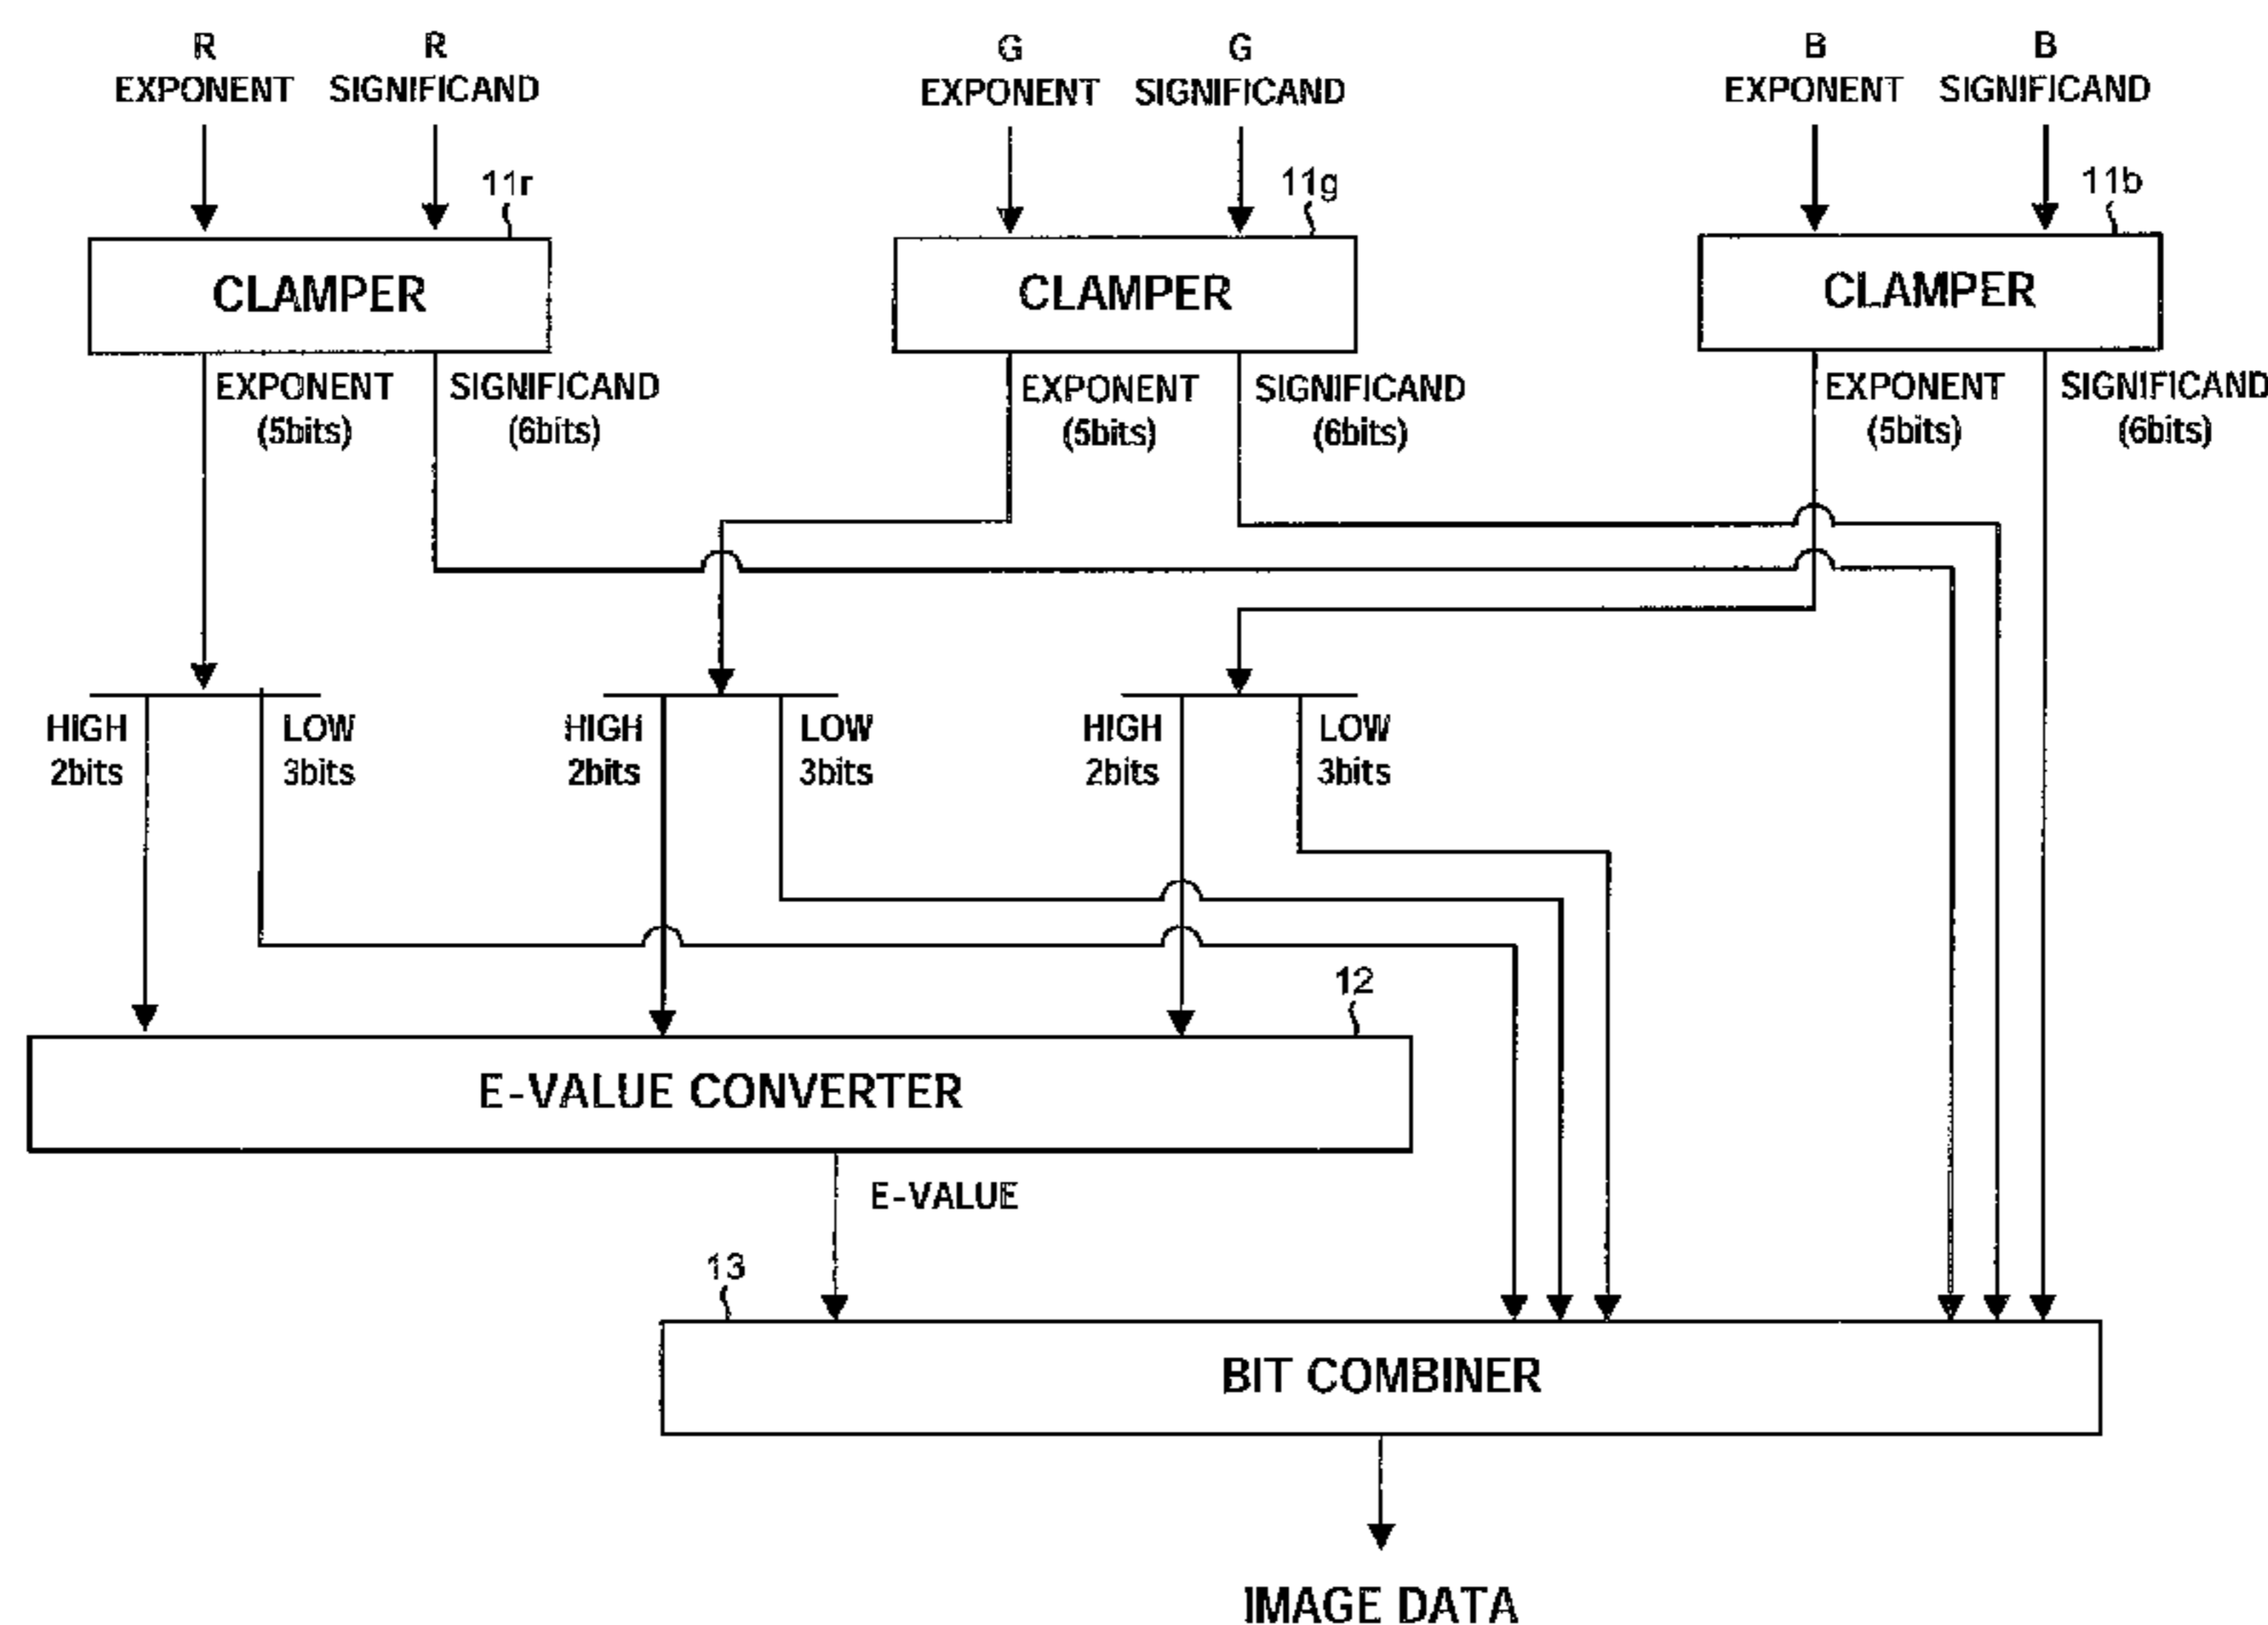 R
EXPONENT
R
SIGNIFICAND
G
EXPONENT
G
SIGNIFICAND
B
EXPONENT
B
SIGNIFICAND
11r
11g
11b
CLAMPER
CLAMPER
CLAMPER
EXPONENT
(5bits)
SIGNIFICAND
(6bits)
EXPONENT
(5bits)
SIGNIFICAND
(6bits)
EXPONENT
(5bits)
SIGNIFICAND
(6bits)
HIGH
2bits
LOW
3bits
HIGH
2bits
LOW
3bits
HIGH
2bits
LOW
3bits
12
E-VALUE CONVERTER
E-VALUE
13
BIT COMBINER
IMAGE DATA